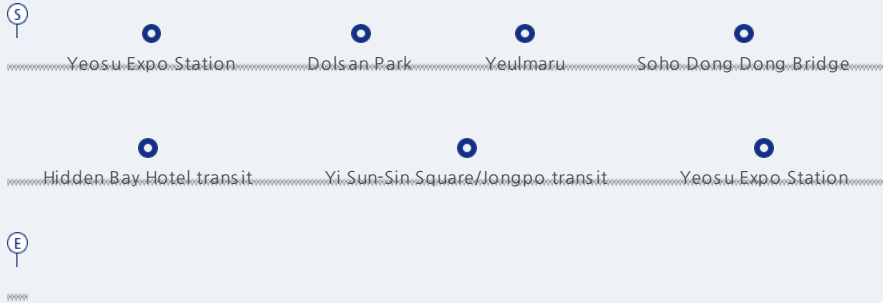 S
Yeosu Expo Station Dolsan Park Yeulmaru Soho Dong Dong Bridge
Hidden Bay Hotel transit Yi Sun-Sin Square/Jongpo transit Yeosu Expo Station
E